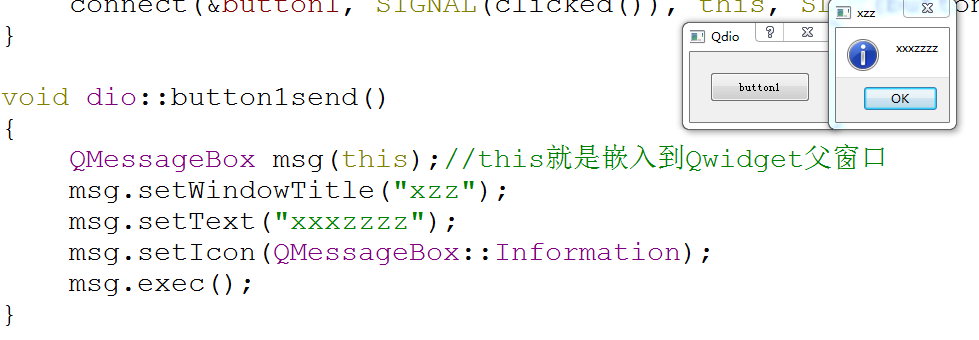 connect(&button1, SIGNAL(clicked()), this,
}
void dio::button1send()
{
QMessageBox msg(this);//this就是嵌入到Qwidget父窗口
msg.setWindowTitle("xzz");
msg.setText("xxxzzzz");
msg.setIcon(QMessageBox::Information);
msg.exec();
}
Qdio
button1
xzz
xxxzzzz
OK